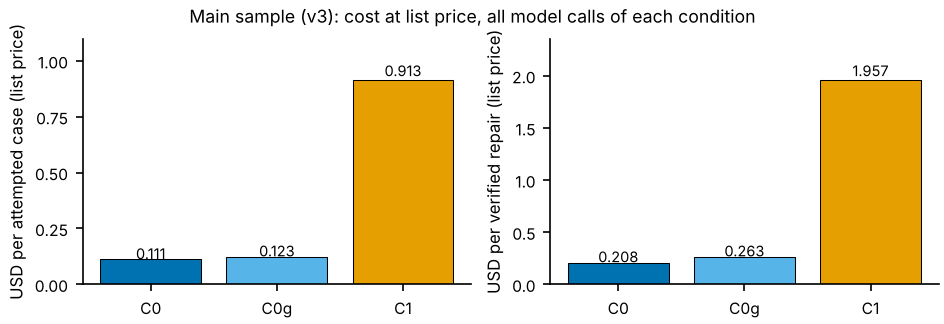 Main sample (v3): cost at list price, all model calls of each condition
USD per attempted case (list price)
1.00
0.75
0.50
0.25
0.00
0.111
0.123
0.913
C0
C0g
C1
USD per verified repair (list price)
2.0
1.5
1.0
0.5
0.0
0.208
0.263
1.957
C0
C0g
C1